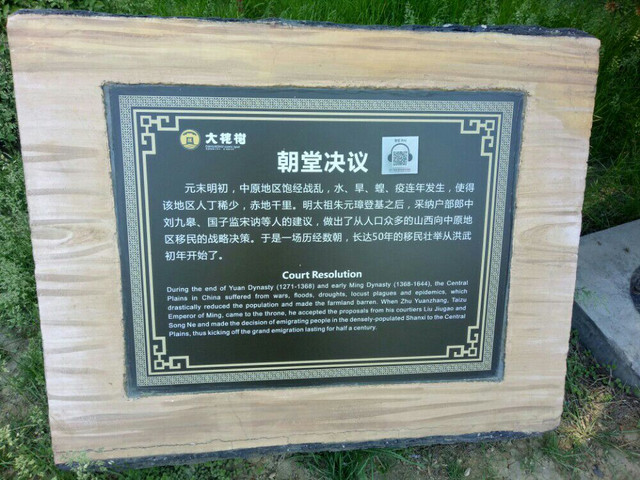 大槐樹
朝堂决议
元末明初，中原地区饱经战乱，水、旱、蝗、疫连年发生，使得
该地区人丁稀少，赤地千里。明太祖朱元璋登基之后，采纳户部郎中
刘九皋、国子监宋讷等人的建议，做出了从人口众多的山西向中原地
区移民的战略决策。于是一场历经数朝，长达50年的移民壮举从洪武
初年开始了。
Court Resolution
During the end of Yuan Dynasty (1271-1368) and early Ming Dynasty (1368-1644), the Central
Plains in China suffered from wars, floods, droughts, locust plagues and epidemics, which
drastically reduced the population and made the farmland barren. When Zhu Yuanzhang, Taizu
Emperor of Ming, came to the throne, he accepted the proposals from his courtiers Liu Jiugao and
Song Ne and made the decision of emigrating people in the densely-populated Shanxi to the Central
Plains, thus kicking off the grand emigration lasting for half a century.